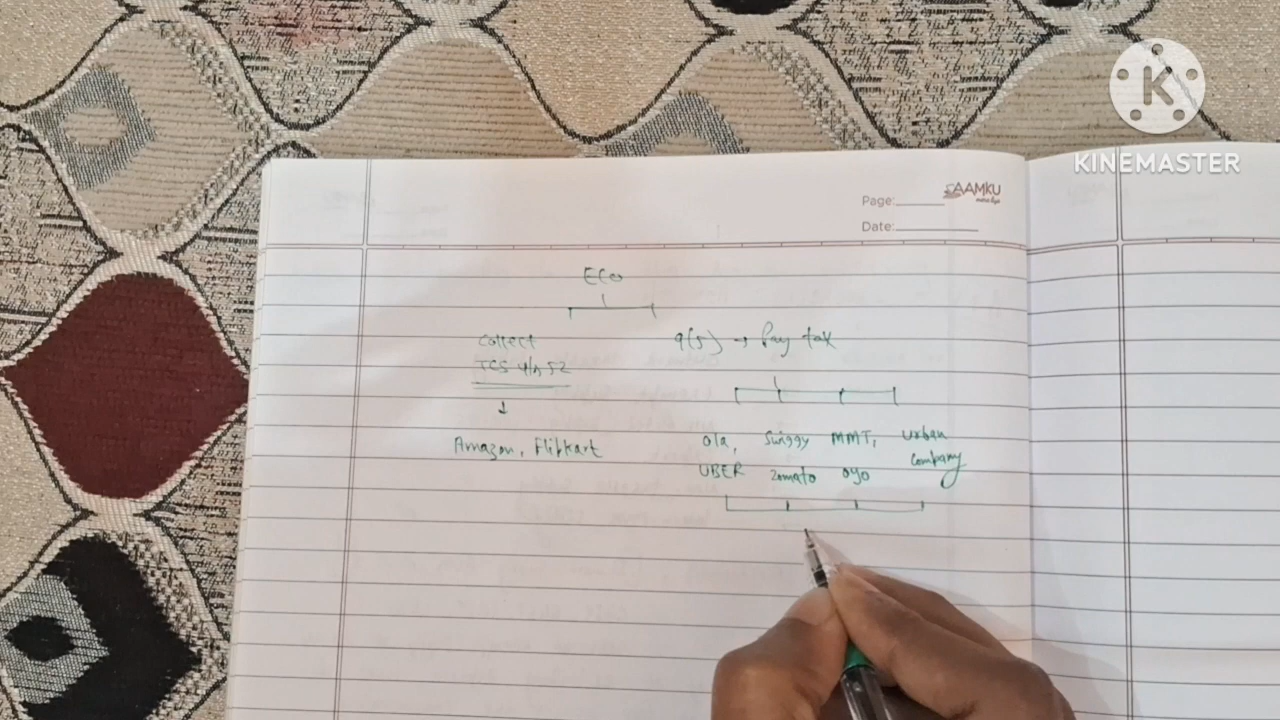 KINEMASTER
AAMKU
Page:
Date:
ECO
Collect
TCS u/s 52
Amazon, Flipkart
9(5) → Pay tax
Ola,
UBER
Swiggy
Zomato
MMT,
OYO
Urban
Company